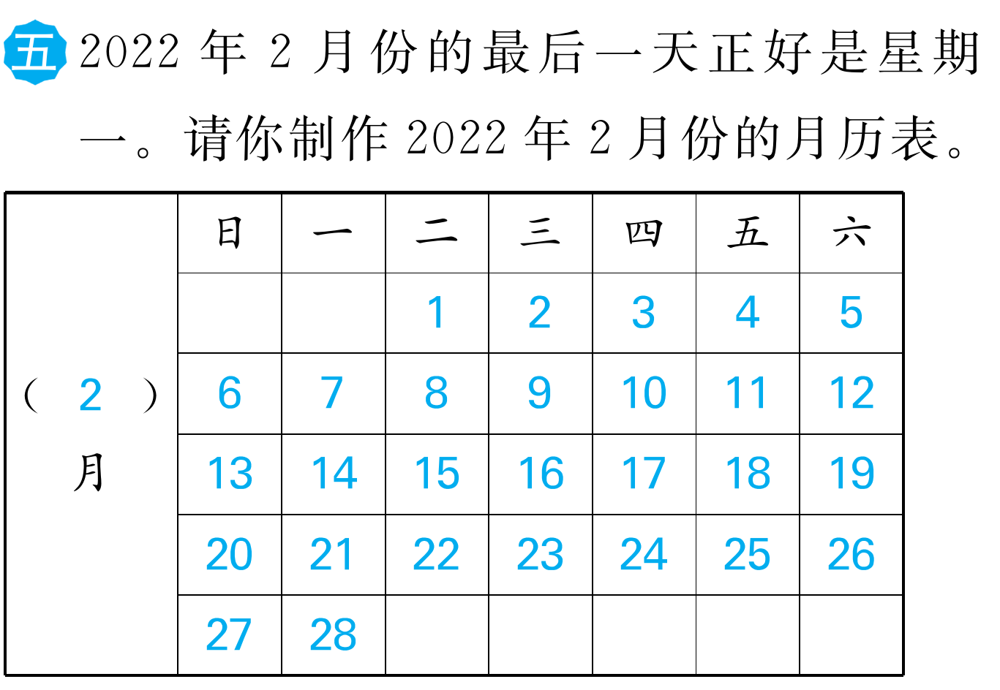 五 2022 年 2 月份的最后一天正好是星期
一。请你制作 2022 年 2 月份的月历表。
日 一 二 三 四 五 六
1 2 3 4 5
( 2 ) 6 7 8 9 10 11 12
月 13 14 15 16 17 18 19
20 21 22 23 24 25 26
27 28